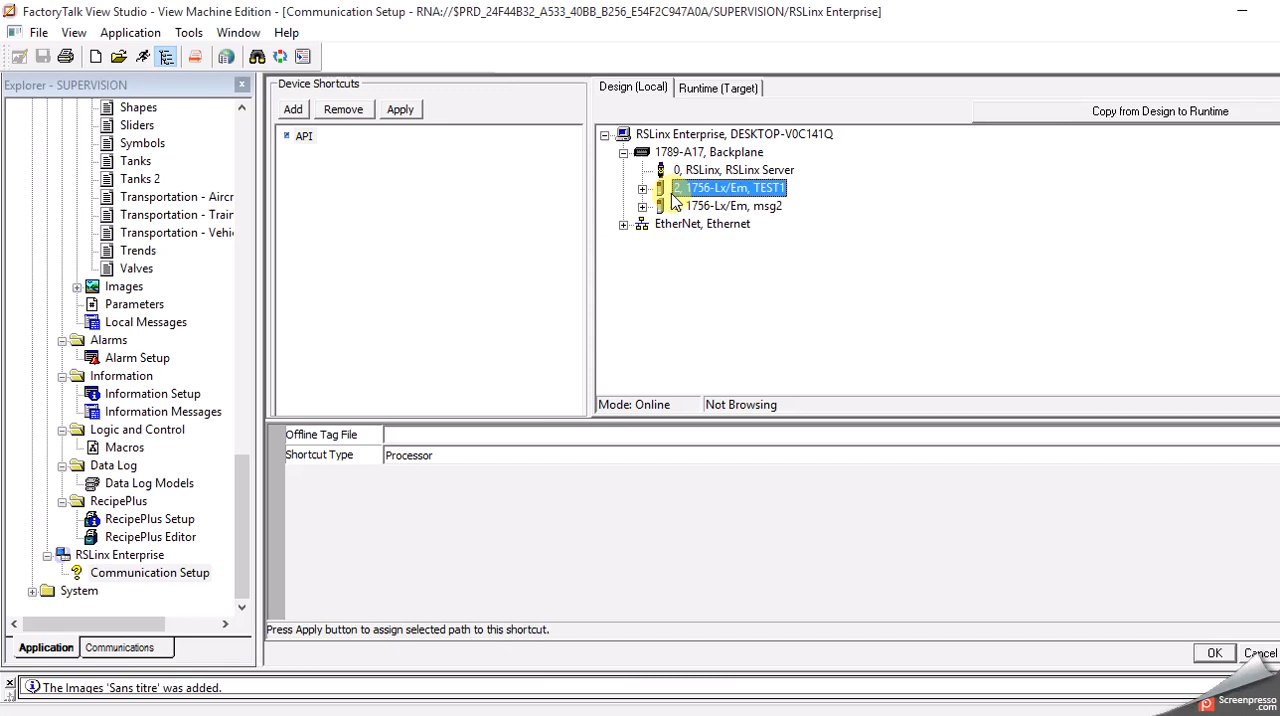 FactoryTalk View Studio - View Machine Edition - [Communication Setup - RNA://$PRD_24F44B32_A533_40BB_B256_E54F2C947A0A/SUPERVISION/RSLinx Enterprise]
File View Application Tools Window Help
Explorer - SUPERVISION
Shapes
Sliders
Symbols
Tanks
Tanks 2
Transportation - Aircr
Transportation - Train
Transportation - Vehi
Trends
Valves
Images
Parameters
Local Messages
Alarms
Alarm Setup
Information
Information Setup
Information Messages
Logic and Control
Macros
Data Log
Data Log Models
RecipePlus
RecipePlus Setup
RecipePlus Editor
RSLinx Enterprise
Communication Setup
System
Application Communications
Device Shortcuts
Add Remove Apply
API
Design (Local) Runtime (Target)
Copy from Design to Runtime
RSLinx Enterprise, DESKTOP-V0C141Q
1789-A17, Backplane
0, RSLinx, RSLinx Server
2, 1756-Lx/Em, TEST1
1756-Lx/Em, msg2
EtherNet, Ethernet
Mode: Online Not Browsing
Offline Tag File
Shortcut Type Processor
Press Apply button to assign selected path to this shortcut.
OK Cancel
The Images 'Sans titre' was added.
Screenpresso
.com